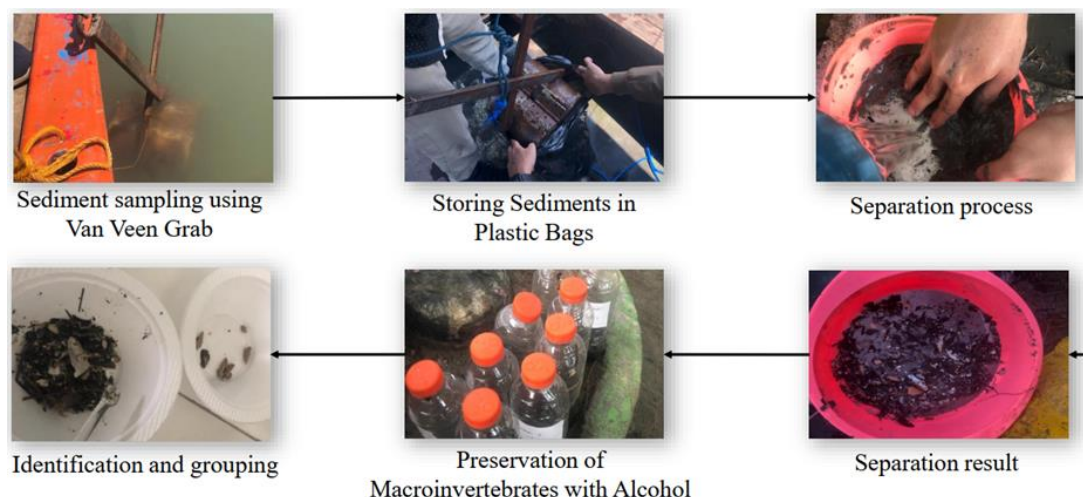 Sediment sampling using
Van Veen Grab
Storing Sediments in
Plastic Bags
Separation process
Separation result
Preservation of
Macroinvertebrates with Alcohol
Identification and grouping